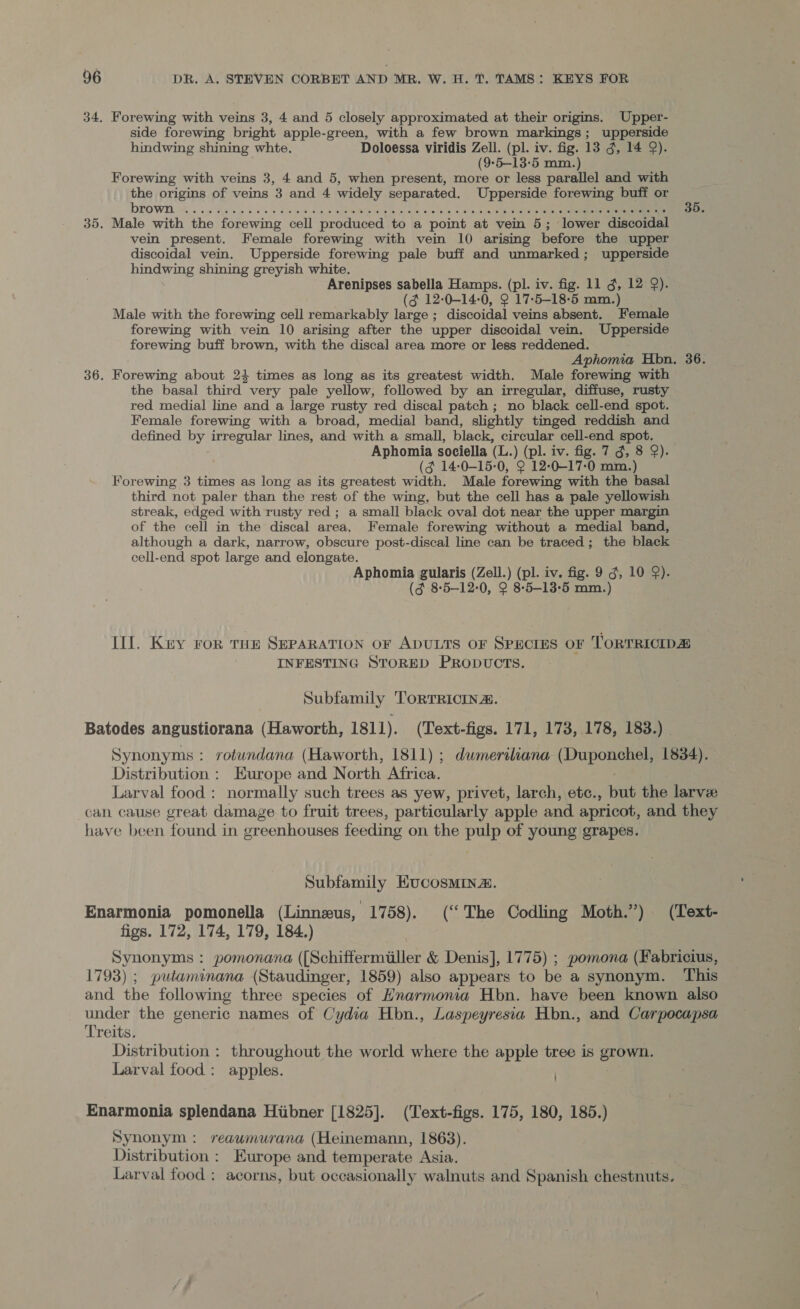 96 DR. A. STEVEN CORBET AND MR. W. H. T. TAMS: KEYS FOR
34. Forewing with veins 3, 4 and 5 closely approximated at their origins. Upper-
side forewing bright apple-green, with a few brown markings; upperside
hindwing shining whte. Doloessa viridis Zell. (pl. iv. fig. 13 ♂, 14 ♀).
(9·5–13·5 mm.)
Forewing with veins 3, 4 and 5, when present, more or less parallel and with
the origins of veins 3 and 4 widely separated. Upperside forewing buff or
brown ........................................................ 35.
35. Male with the forewing cell produced to a point at vein 5; lower discoidal
vein present. Female forewing with vein 10 arising before the upper
discoidal vein. Upperside forewing pale buff and unmarked; upperside
hindwing shining greyish white.
Arenipses sabella Hamps. (pl. iv. fig. 11 ♂, 12 ♀).
(♂ 12·0–14·0, ♀ 17·5–18·5 mm.)
Male with the forewing cell remarkably large; discoidal veins absent. Female
forewing with vein 10 arising after the upper discoidal vein. Upperside
forewing buff brown, with the discal area more or less reddened.
Aphomia Hbn. 36.
36. Forewing about 2½ times as long as its greatest width. Male forewing with
the basal third very pale yellow, followed by an irregular, diffuse, rusty
red medial line and a large rusty red discal patch; no black cell-end spot.
Female forewing with a broad, medial band, slightly tinged reddish and
defined by irregular lines, and with a small, black, circular cell-end spot.
Aphomia sociella (L.) (pl. iv. fig. 7 ♂, 8 ♀).
(♂ 14·0–15·0, ♀ 12·0–17·0 mm.)
Forewing 3 times as long as its greatest width. Male forewing with the basal
third not paler than the rest of the wing, but the cell has a pale yellowish
streak, edged with rusty red; a small black oval dot near the upper margin
of the cell in the discal area. Female forewing without a medial band,
although a dark, narrow, obscure post-discal line can be traced; the black
cell-end spot large and elongate.
Aphomia gularis (Zell.) (pl. iv. fig. 9 ♂, 10 ♀).
(♂ 8·5–12·0, ♀ 8·5–13·5 mm.)
III. KEY FOR THE SEPARATION OF ADULTS OF SPECIES OF TORTRICIDÆ
INFESTING STORED PRODUCTS.
Subfamily TORTRICINÆ.
Batodes angustiorana (Haworth, 1811). (Text-figs. 171, 173, 178, 183.)
Synonyms: rotundana (Haworth, 1811); dumeriliana (Duponchel, 1834).
Distribution: Europe and North Africa.
Larval food: normally such trees as yew, privet, larch, etc., but the larvæ
can cause great damage to fruit trees, particularly apple and apricot, and they
have been found in greenhouses feeding on the pulp of young grapes.
Subfamily EUCOSMINÆ.
Enarmonia pomonella (Linnæus, 1758). (“The Codling Moth.”) (Text-
figs. 172, 174, 179, 184.)
Synonyms: pomonana ([Schiffermüller & Denis], 1775); pomona (Fabricius,
1793); putaminana (Staudinger, 1859) also appears to be a synonym. This
and the following three species of Enarmonia Hbn. have been known also
under the generic names of Cydia Hbn., Laspeyresia Hbn., and Carpocapsa
Treits.
Distribution: throughout the world where the apple tree is grown.
Larval food: apples.
Enarmonia splendana Hübner [1825]. (Text-figs. 175, 180, 185.)
Synonym: reaumurana (Heinemann, 1863).
Distribution: Europe and temperate Asia.
Larval food: acorns, but occasionally walnuts and Spanish chestnuts.